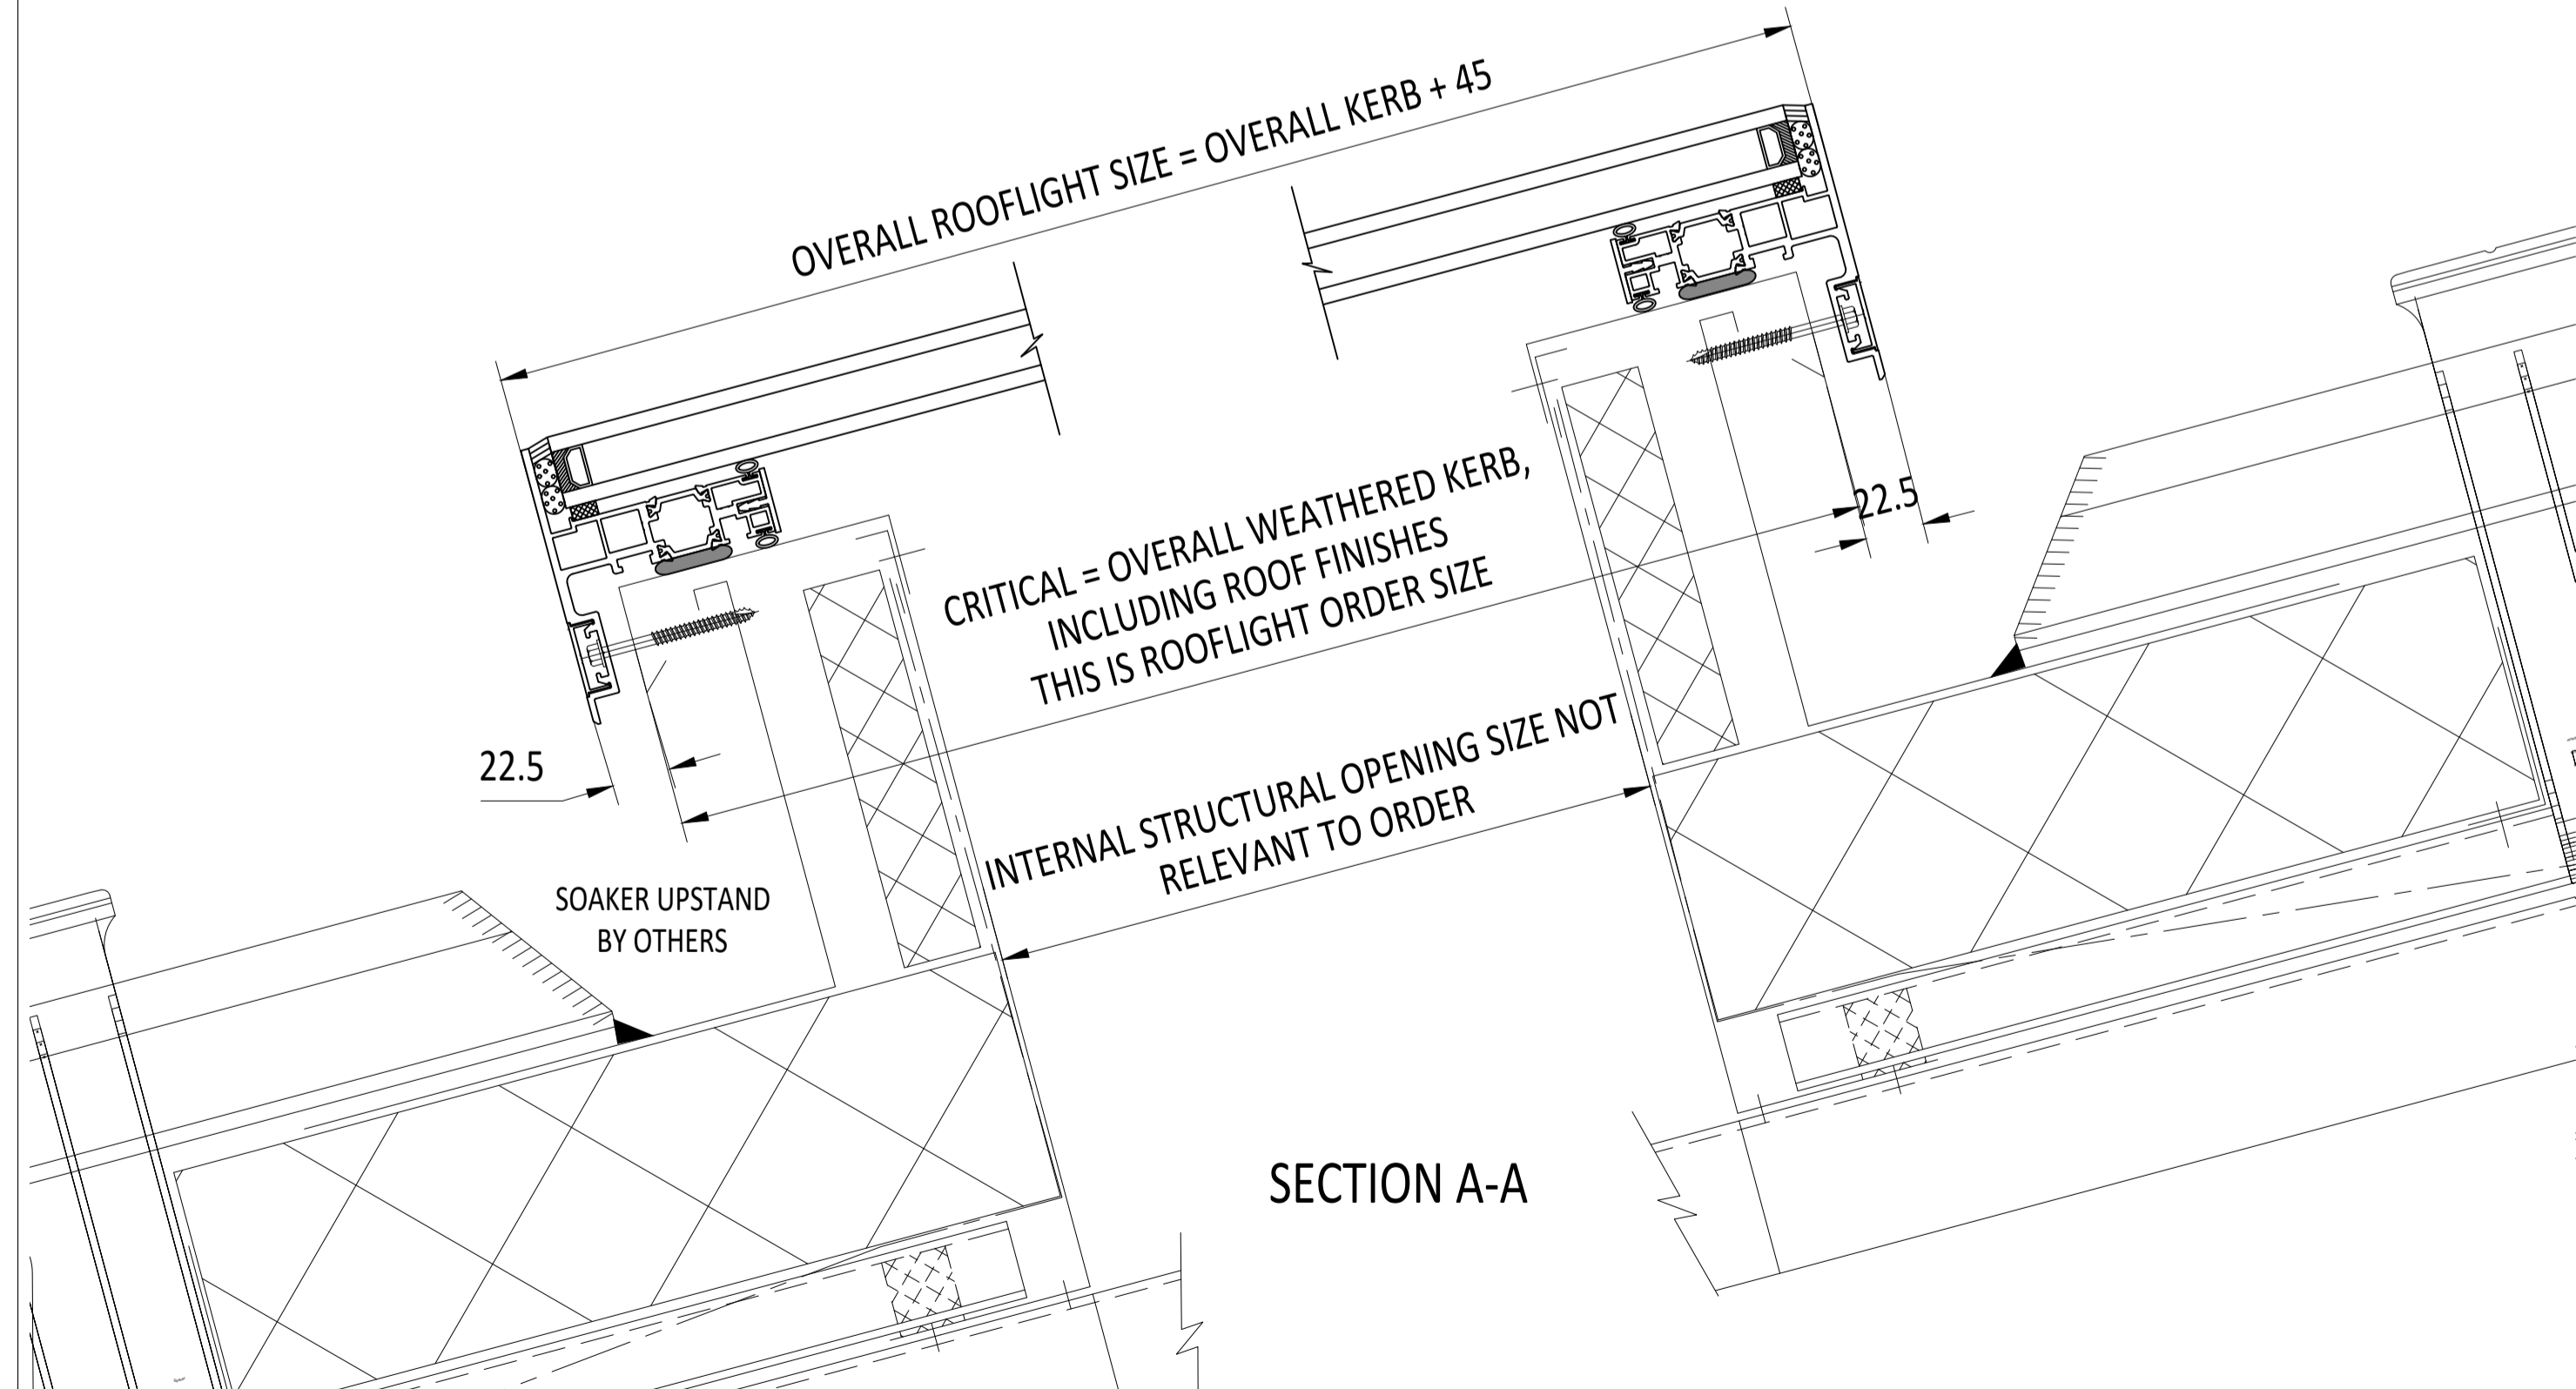 OVERALL ROOFLIGHT SIZE = OVERALL KERB + 45
CRITICAL = OVERALL WEATHERED KERB,
INCLUDING ROOF FINISHES
THIS IS ROOFLIGHT ORDER SIZE
22.5
INTERNAL STRUCTURAL OPENING SIZE NOT
RELEVANT TO ORDER
22.5
SOAKER UPSTAND
BY OTHERS
SECTION A-A